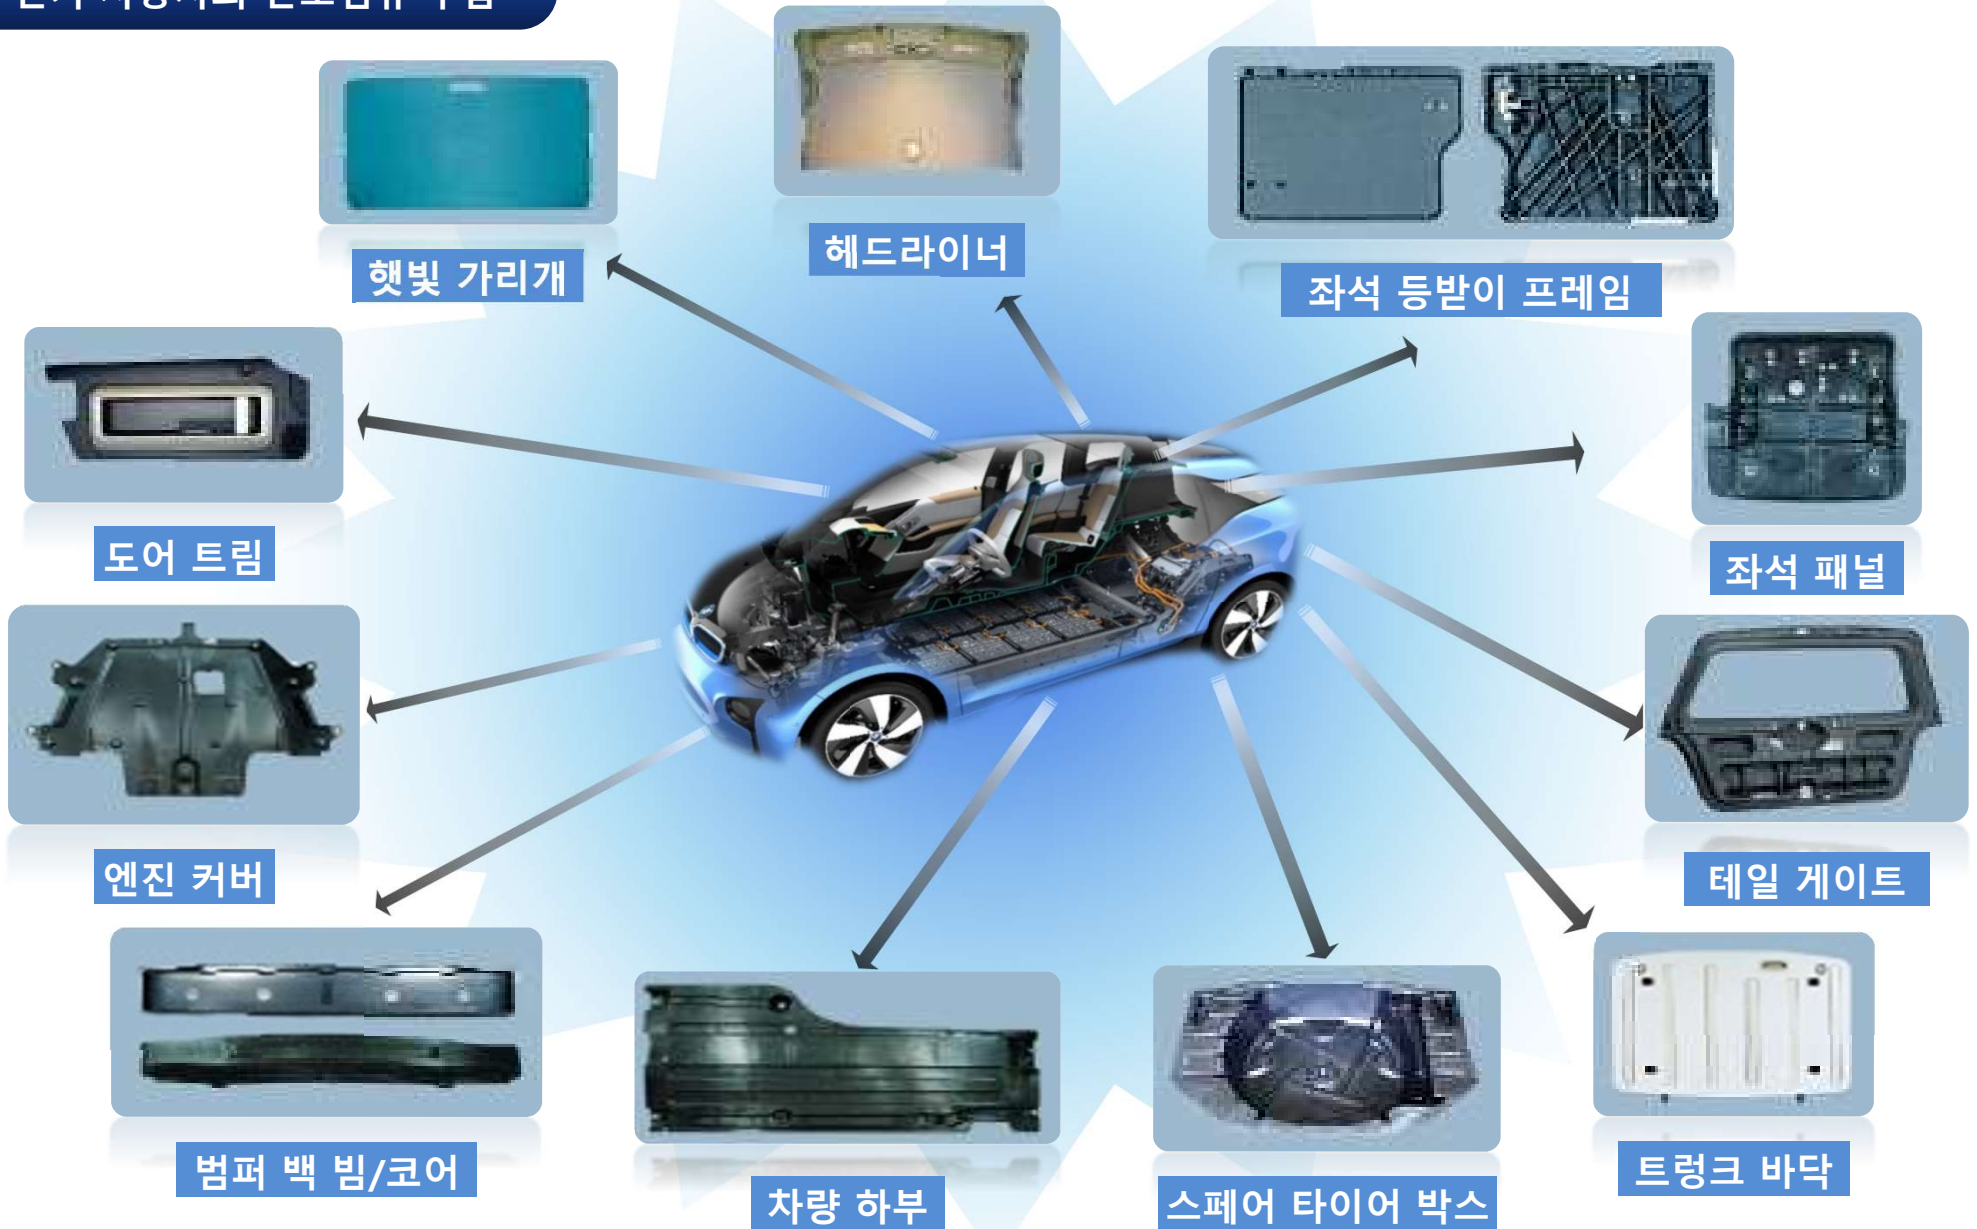 햇빛 가리개
헤드라이너
좌석 등받이 프레임
도어 트림
좌석 패널
엔진 커버
테일 게이트
범퍼 백 빔/코어
차량 하부
스페어 타이어 박스
트렁크 바닥